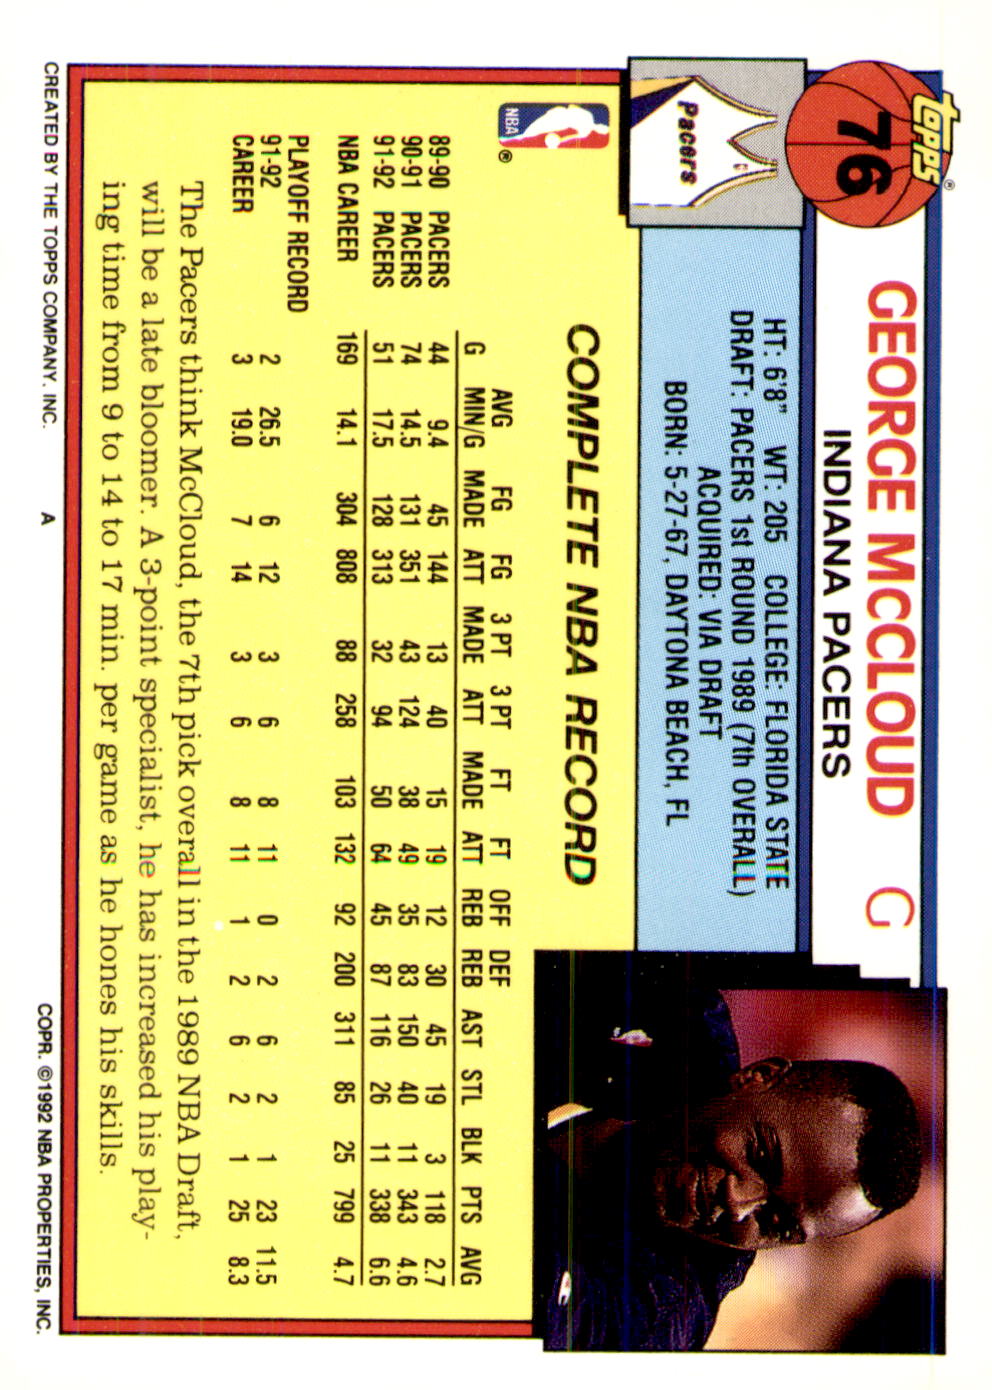 topps®
76
GEORGE MCCLOUD G
INDIANA PACERS
Pacers
HT: 6'8" WT: 205 COLLEGE: FLORIDA STATE
DRAFT: PACERS 1st ROUND 1989 (7th OVERALL)
ACQUIRED: VIA DRAFT
BORN: 5-27-67, DAYTONA BEACH, FL
NBA®
COMPLETE NBA RECORD
AVG FG FG 3 PT 3 PT FT FT OFF DEF
G MIN/G MADE ATT MADE ATT MADE ATT REB REB AST STL BLK PTS AVG
89-90 PACERS 44 9.4 45 144 13 40 15 19 12 30 45 19 3 118 2.7
90-91 PACERS 74 14.5 131 351 43 124 38 49 35 83 150 40 11 343 4.6
91-92 PACERS 51 17.5 128 313 32 94 50 64 45 87 116 26 11 338 6.6
NBA CAREER 169 14.1 304 808 88 258 103 132 92 200 311 85 25 799 4.7
PLAYOFF RECORD
91-92 2 26.5 6 12 3 6 8 11 0 2 6 2 1 23 11.5
CAREER 3 19.0 7 14 3 6 8 11 1 2 6 2 1 25 8.3
The Pacers think McCloud, the 7th pick overall in the 1989 NBA Draft,
will be a late bloomer. A 3-point specialist, he has increased his play-
ing time from 9 to 14 to 17 min. per game as he hones his skills.
CREATED BY THE TOPPS COMPANY, INC. A COPR. ©1992 NBA PROPERTIES, INC.